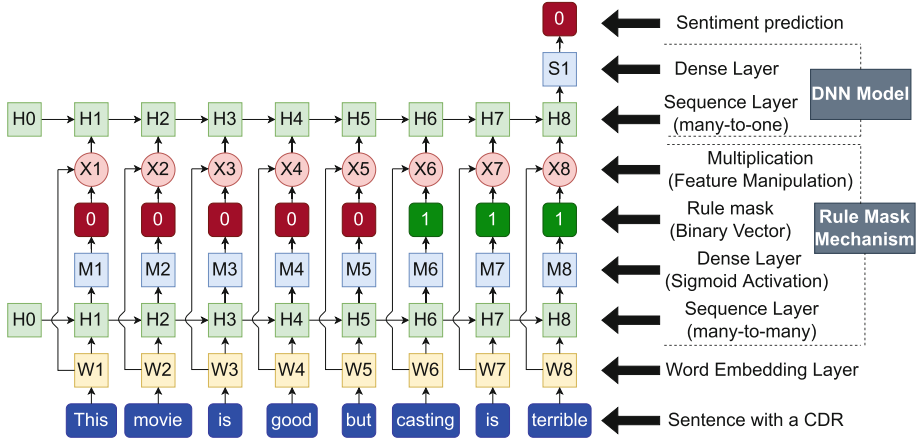 0 Sentiment prediction
S1 Dense Layer
DNN Model
H0 H1 H2 H3 H4 H5 H6 H7 H8 Sequence Layer
(many-to-one)
X1 X2 X3 X4 X5 X6 X7 X8 Multiplication
(Feature Manipulation)
0 0 0 0 0 1 1 1 Rule mask
(Binary Vector)
Rule Mask
Mechanism
M1 M2 M3 M4 M5 M6 M7 M8 Dense Layer
(Sigmoid Activation)
H0 H1 H2 H3 H4 H5 H6 H7 H8 Sequence Layer
(many-to-many)
W1 W2 W3 W4 W5 W6 W7 W8 Word Embedding Layer
This movie is good but casting is terrible Sentence with a CDR